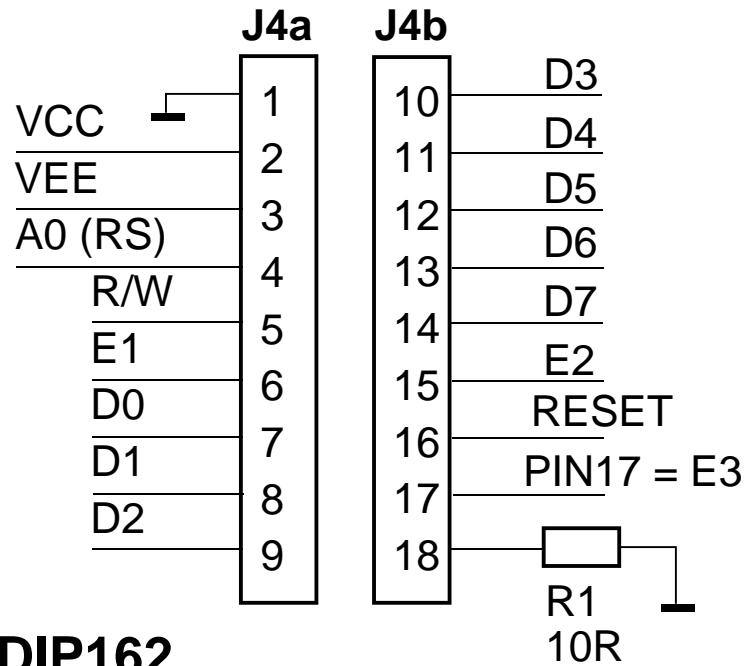 J4a
J4b
VCC
VEE
A0 (RS)
R/W
E1
D0
D1
D2
1
2
3
4
5
6
7
8
9
10
11
12
13
14
15
16
17
18
D3
D4
D5
D6
D7
E2
RESET
PIN17 = E3
R1
10R
DIP162